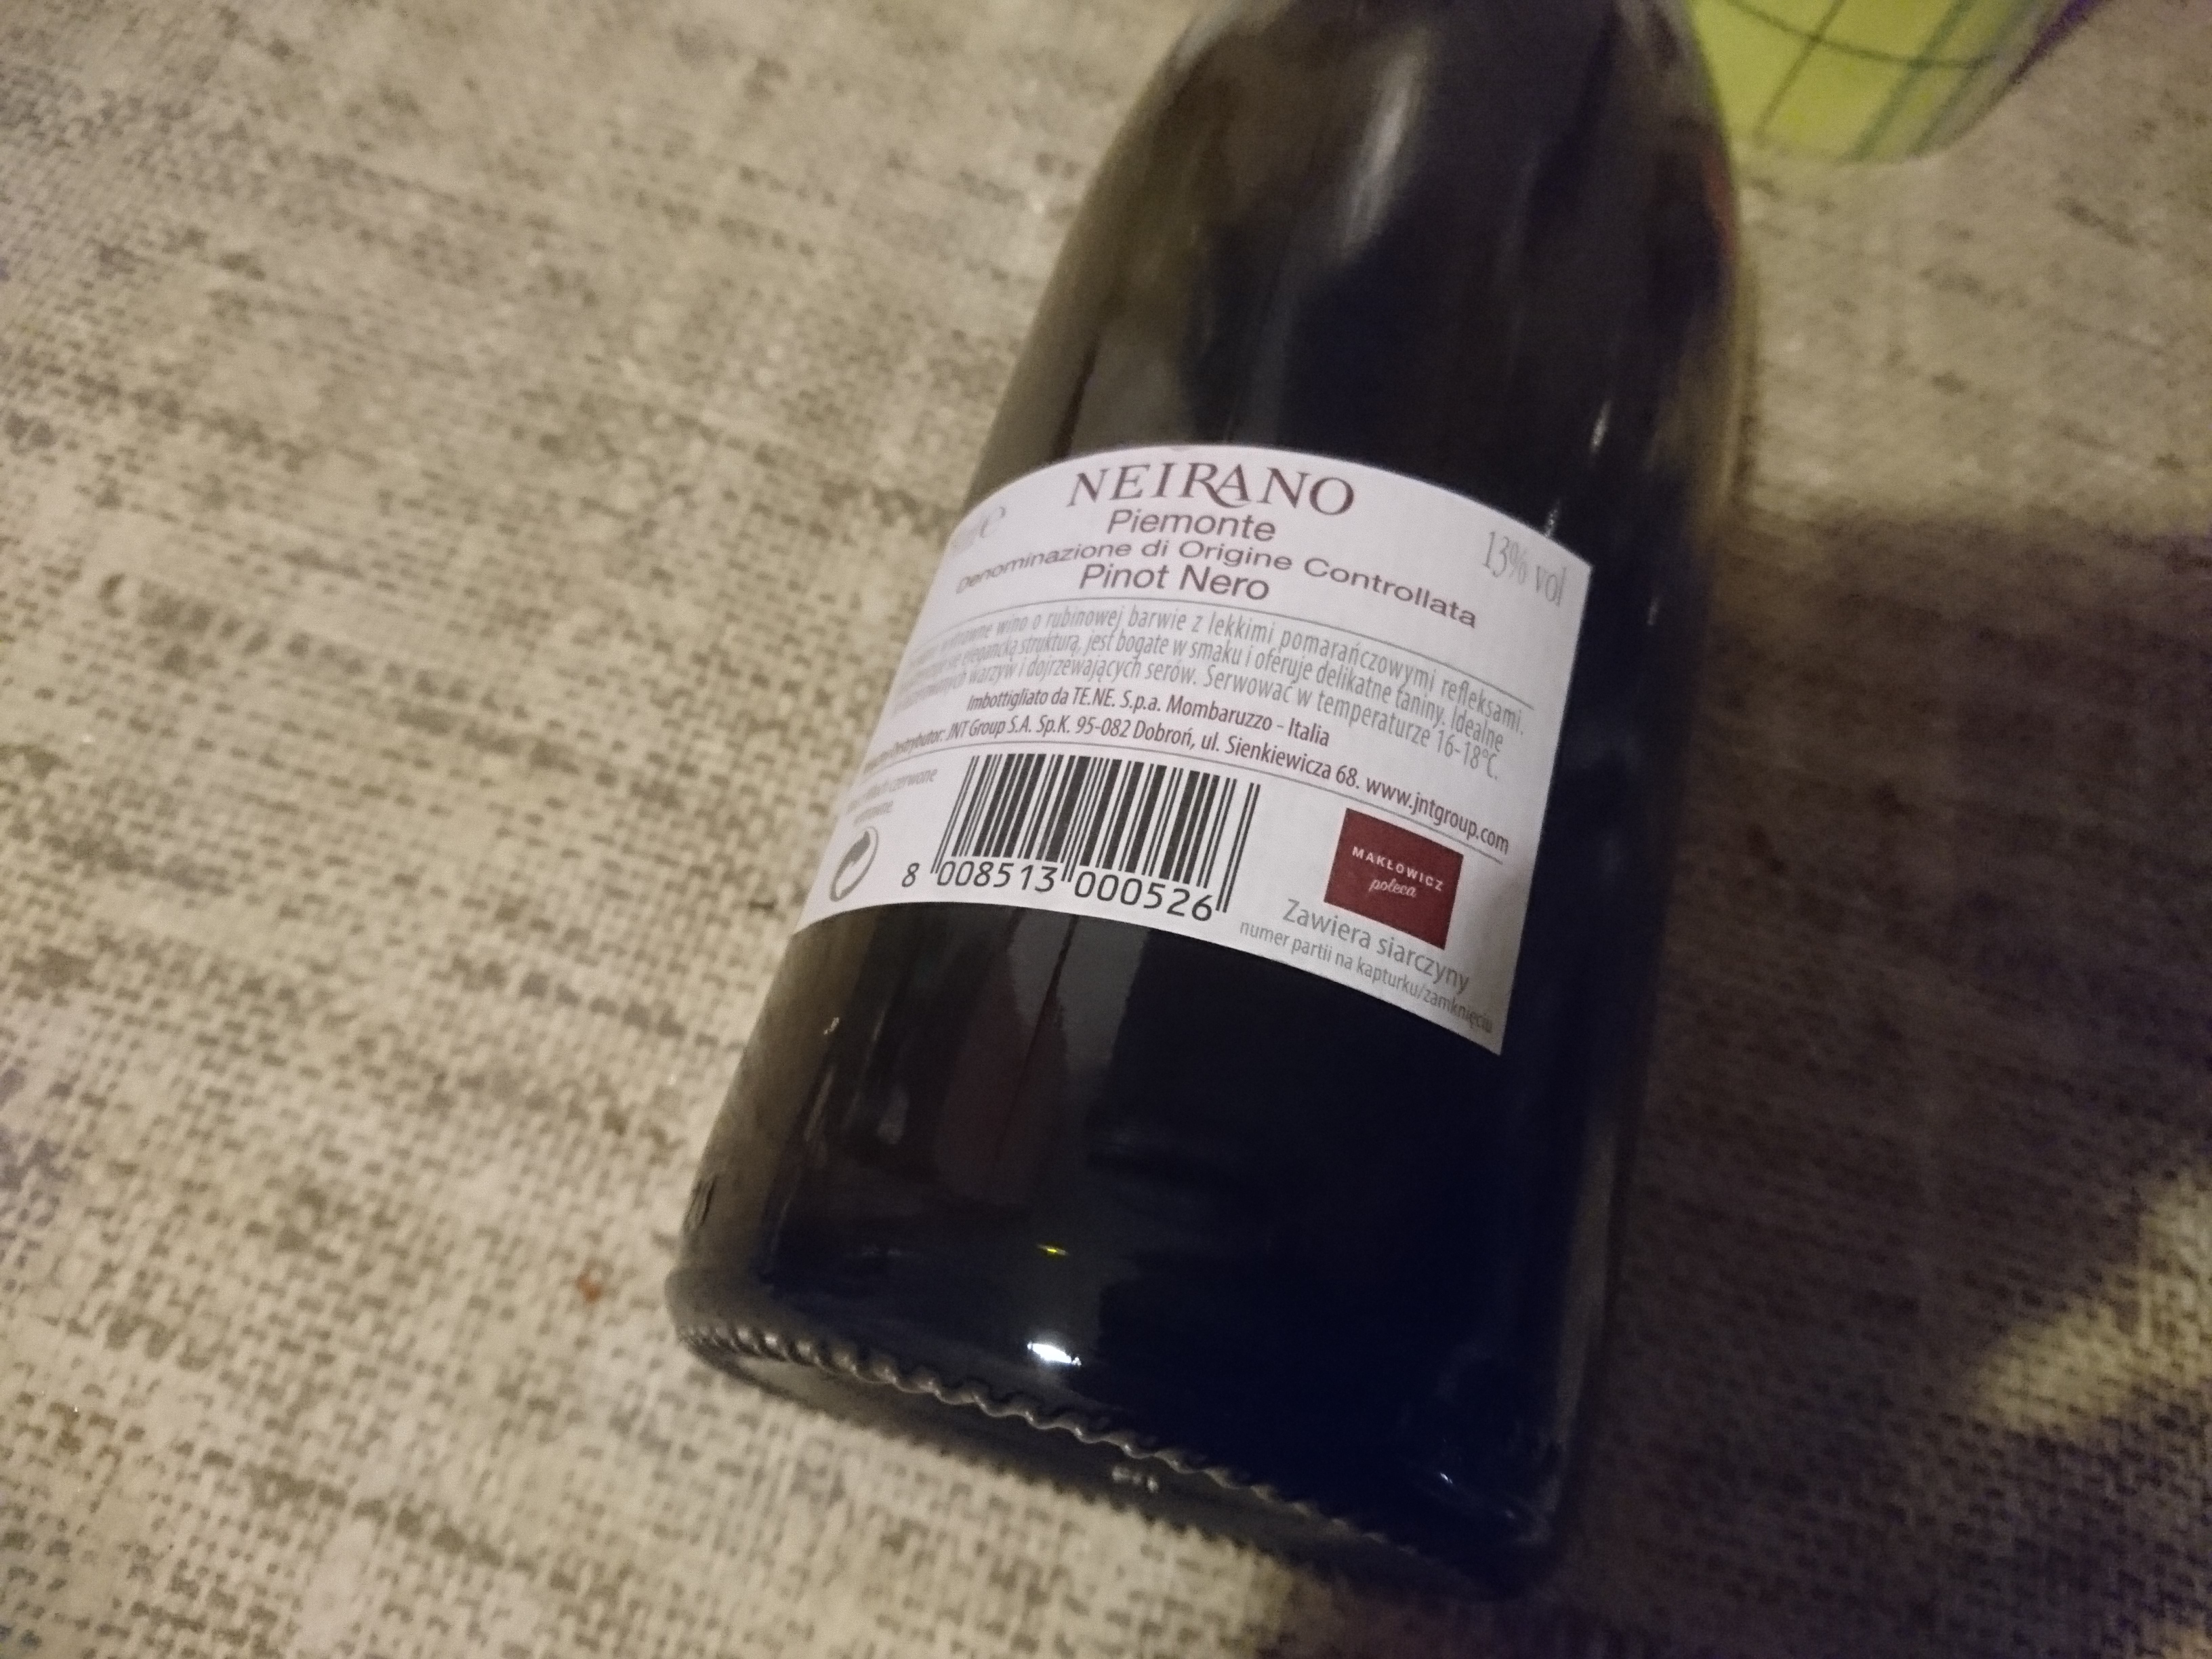 NEIRANO
Piemonte
Denominazione di Origine Controllata
Pinot Nero
13% vol
wino o rubinowej barwie z lekkimi pomarańczowymi refleksami.
elegancką strukturą, jest bogate w smaku i oferuje delikatne taniny. Idealne
warzyw i dojrzewających serów. Serwować w temperaturze 16-18°C.
Imbottigliato da TE.NE. S.p.a. Mombaruzzo - Italia
Dystrybutor: JNT Group S.A. Sp.K. 95-082 Dobroń, ul. Sienkiewicza 68. www.jntgroup.com
czerwone
8 008513 000526
MAKŁOWICZ
poleca
Zawiera siarczyny
numer partii na kapturku/zamknięciu